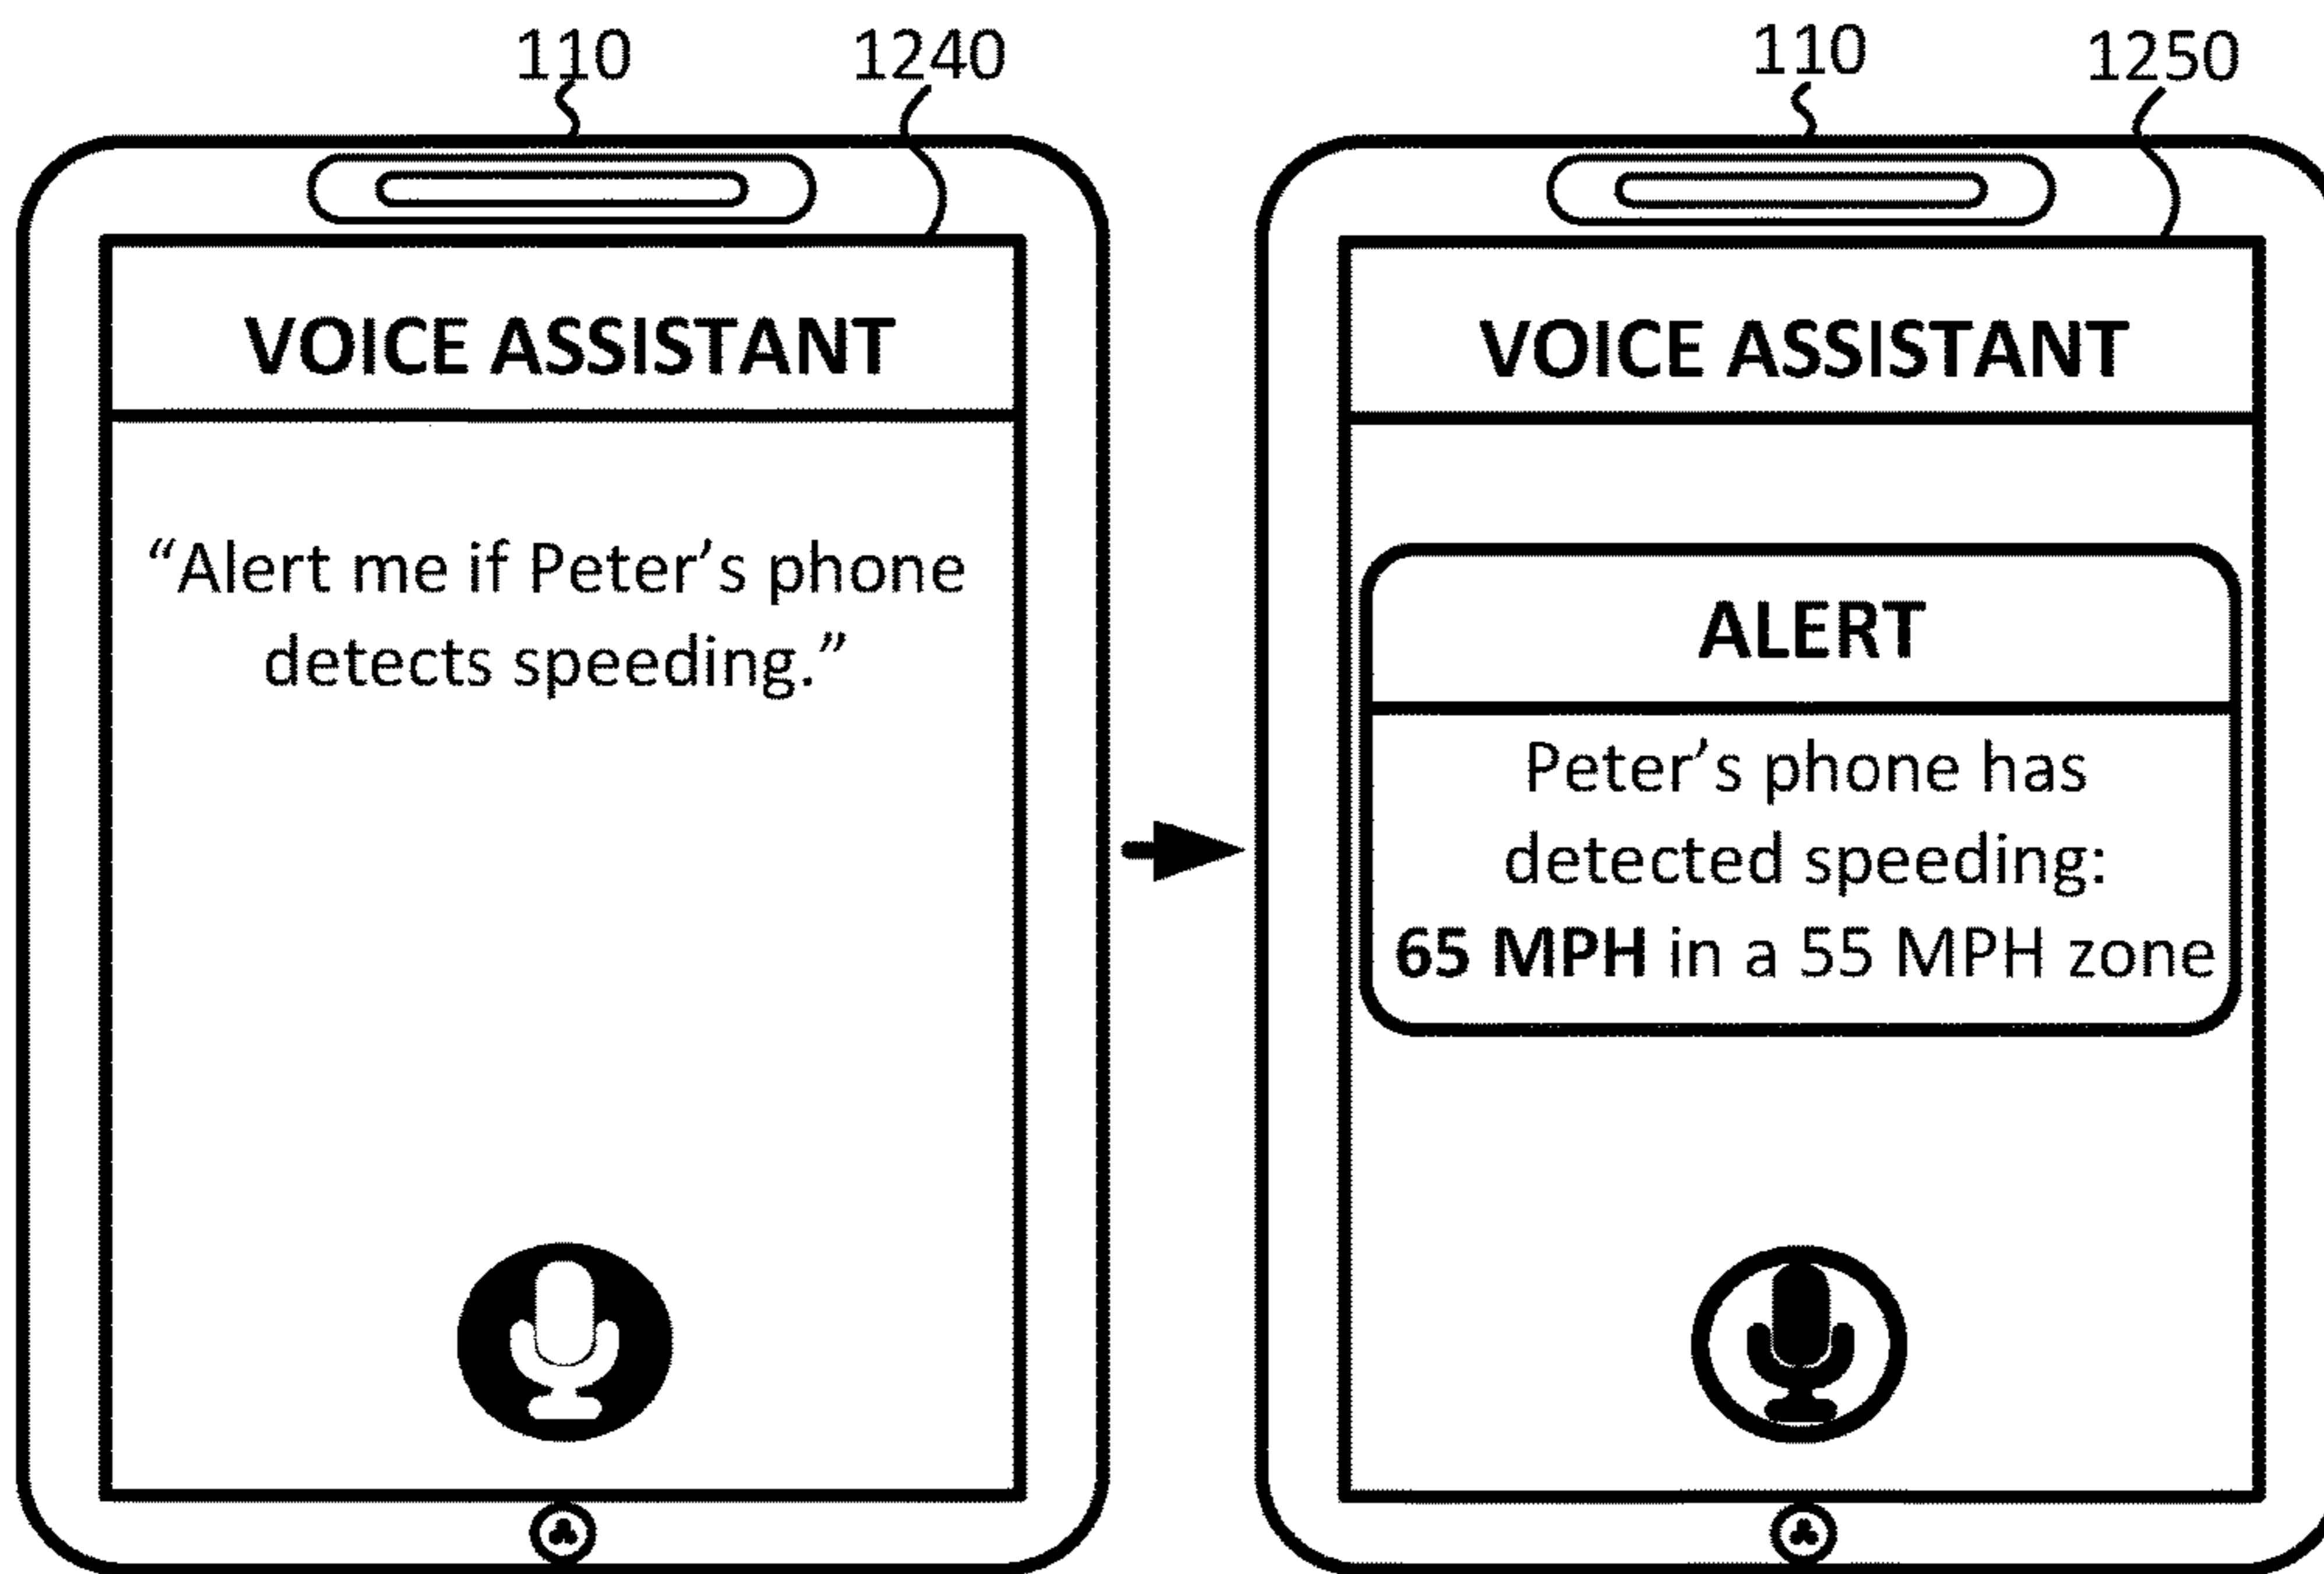 110
1240
VOICE ASSISTANT
“Alert me if Peter’s phone
detects speeding.”
110
1250
VOICE ASSISTANT
ALERT
Peter’s phone has
detected speeding:
65 MPH in a 55 MPH zone